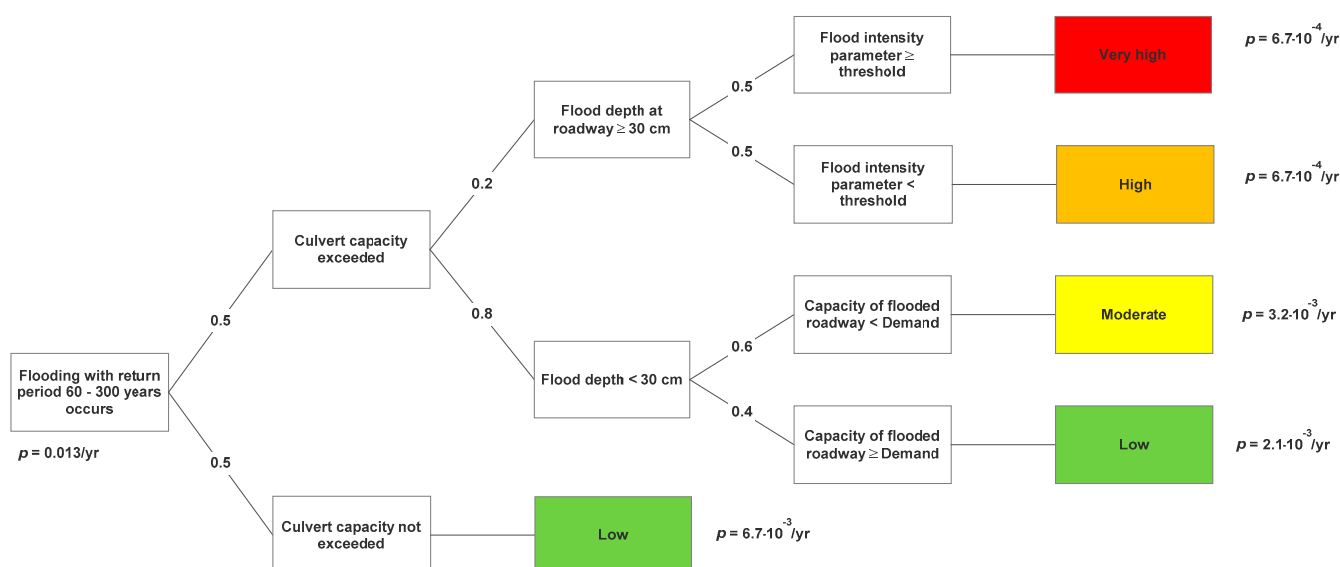 Flood intensity
parameter ≥
threshold
Very high
p = 6.7·10⁻⁴/yr
0.5
Flood depth at
roadway ≥ 30 cm
0.5
Flood intensity
parameter <
threshold
High
p = 6.7·10⁻⁴/yr
0.2
Culvert capacity
exceeded
0.8
0.5
Capacity of flooded
roadway < Demand
Moderate
p = 3.2·10⁻³/yr
0.6
Flood depth < 30 cm
0.4
Flooding with return
period 60 - 300 years
occurs
p = 0.013/yr
Capacity of flooded
roadway ≥ Demand
Low
p = 2.1·10⁻³/yr
0.5
Culvert capacity not
exceeded
Low
p = 6.7·10⁻³/yr